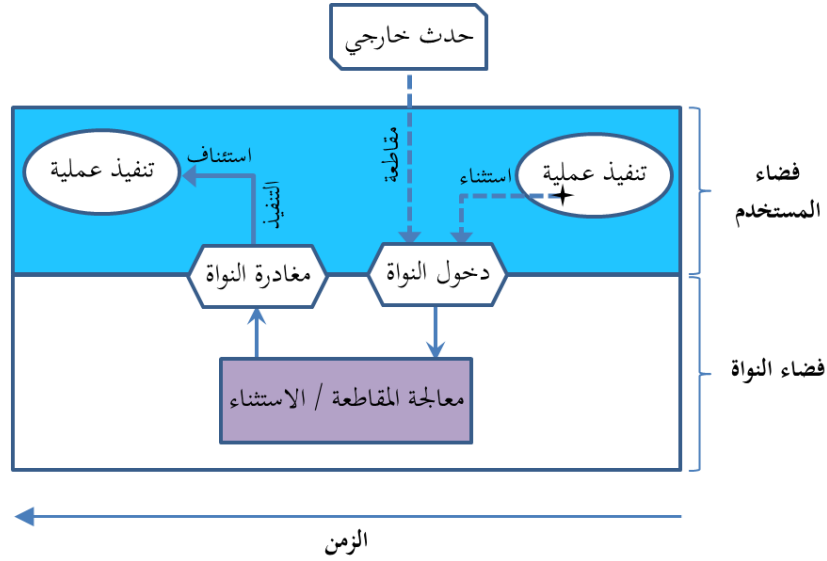 حدث خارجي
مقاطعة
تنفيذ عملية
استثناء
استئناف
التنفيذ
تنفيذ عملية
فضاء
المستخدم
دخول النواة
مغادرة النواة
معالجة المقاطعة / الاستثناء
فضاء النواة
الزمن